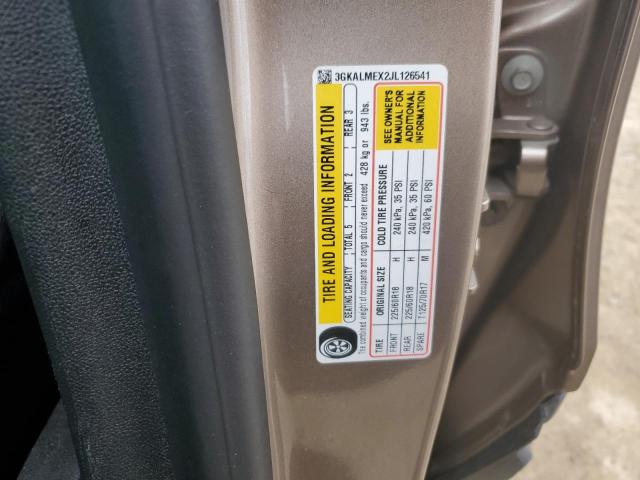 3GKALMEX2JL126541
TIRE AND LOADING INFORMATION
SEATING CAPACITY TOTAL 5 FRONT 2 REAR 3
The combined weight of occupants and cargo should never exceed 428 kg or 943 lbs.
TIRE ORIGINAL SIZE COLD TIRE PRESSURE
FRONT 225/60R18 H 240 kPa, 35 PSI
REAR 225/60R18 H 240 kPa, 35 PSI
SPARE T125/70R17 M 420 kPa, 60 PSI
SEE OWNER'S
MANUAL FOR
ADDITIONAL
INFORMATION